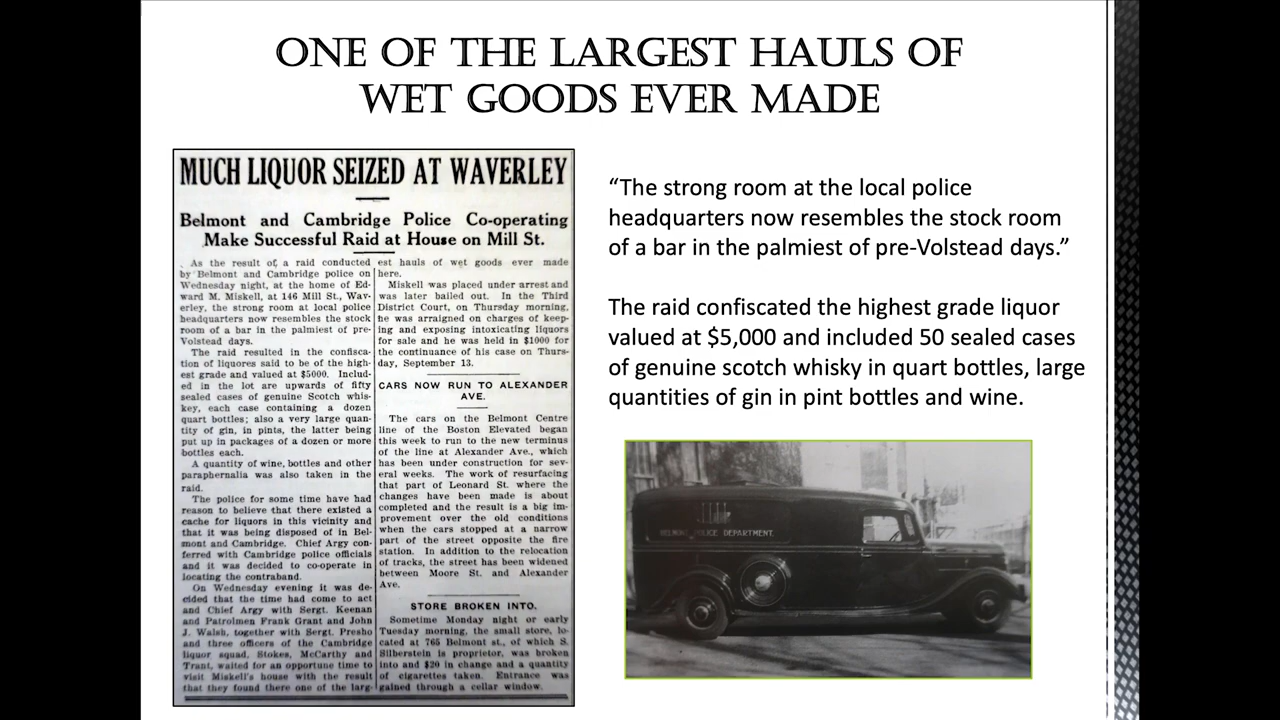 ONE OF THE LARGEST HAULS OF
WET GOODS EVER MADE
MUCH LIQUOR SEIZED AT WAVERLEY
Belmont and Cambridge Police Co-operating
Make Successful Raid at House on Mill St.
As the result of a raid conducted
by Belmont and Cambridge police on
Wednesday night, at the home of Ed-
ward M. Miskell, at 146 Mill St., Wav-
erley, the strong room at local police
headquarters now resembles the stock
room of a bar in the palmiest of pre-
Volstead days.
The raid resulted in the confisca-
tion of liquores said to be of the high-
est grade and valued at $5000. Includ-
ed in the lot are upwards of fifty
sealed cases of genuine Scotch whis-
key, each case containing a dozen
quart bottles; also a very large quan-
tity of gin, in pints, the latter being
put up in packages of a dozen or more
bottles each.
A quantity of wine, bottles and other
paraphernalia was also taken in the
raid.
The police for some time have had
reason to believe that there existed a
cache for liquors in this vicinity and
that it was being disposed of in Bel-
mont and Cambridge. Chief Argy con-
ferred with Cambridge police officials
and it was decided to co-operate in
locating the contraband.
On Wednesday evening it was de-
cided that the time had come to act
and Chief Argy with Sergt. Keenan
and Patrolmen Frank Grant and John
J. Walsh, together with Sergt. Presho
and three officers of the Cambridge
liquor squad, Stokes, McCarthy and
Trant, waited for an opportune time to
visit Miskell's house with the result
that they found there one of the larg-
est hauls of wet goods ever made
here.
Miskell was placed under arrest and
was later bailed out. In the Third
District Court, on Thursday morning,
he was arraigned on charges of keep-
ing and exposing intoxicating liquors
for sale and he was held in $1000 for
the continuance of his case on Thurs-
day, September 13.
CARS NOW RUN TO ALEXANDER
AVE.
The cars on the Belmont Centre
line of the Boston Elevated began
this week to run to the new terminus
of the line at Alexander Ave., which
has been under construction for sev-
eral weeks. The work of resurfacing
that part of Leonard St. where the
changes have been made is about
completed and the result is a big im-
provement over the old conditions
when the cars stopped at a narrow
part of the street opposite the fire
station. In addition to the relocation
of tracks, the street has been widened
between Moore St. and Alexander
Ave.
STORE BROKEN INTO.
Sometime Monday night or early
Tuesday morning, the small store, lo-
cated at 765 Belmont st., of which S.
Silberstein is proprietor, was broken
into and $20 in change and a quantity
of cigarettes taken. Entrance was
gained through a cellar window.
“The strong room at the local police
headquarters now resembles the stock room
of a bar in the palmiest of pre-Volstead days.”
The raid confiscated the highest grade liquor
valued at $5,000 and included 50 sealed cases
of genuine scotch whisky in quart bottles, large
quantities of gin in pint bottles and wine.
BELMONT POLICE DEPARTMENT.